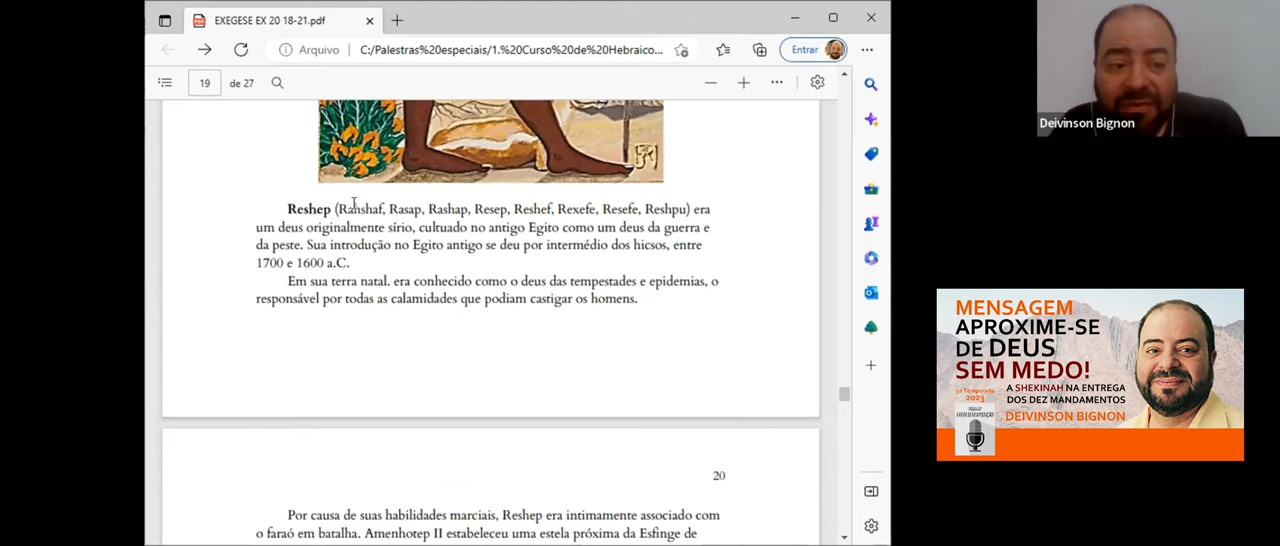 EXEGESE EX 20 18-21.pdf
Arquivo
C:/Palestras%20especiais/1.%20Curso%20de%20Hebraico...
Entrar
19 de 27
Reshep (Ranshaf, Rasap, Rashap, Resep, Reshef, Rexefe, Resefe, Reshpu) era
um deus originalmente sírio, cultuado no antigo Egito como um deus da guerra e
da peste. Sua introdução no Egito antigo se deu por intermédio dos hicsos, entre
1700 e 1600 a.C.
Em sua terra natal. era conhecido como o deus das tempestades e epidemias, o
responsável por todas as calamidades que podiam castigar os homens.
20
Por causa de suas habilidades marciais, Reshep era intimamente associado com
o faraó em batalha. Amenhotep II estabeleceu uma estela próxima da Esfinge de
Deivinson Bignon
MENSAGEM
APROXIME-SE
DE DEUS
SEM MEDO!
A SHEKINAH NA ENTREGA
DOS DEZ MANDAMENTOS
DEIVINSON BIGNON
Temporada
2023